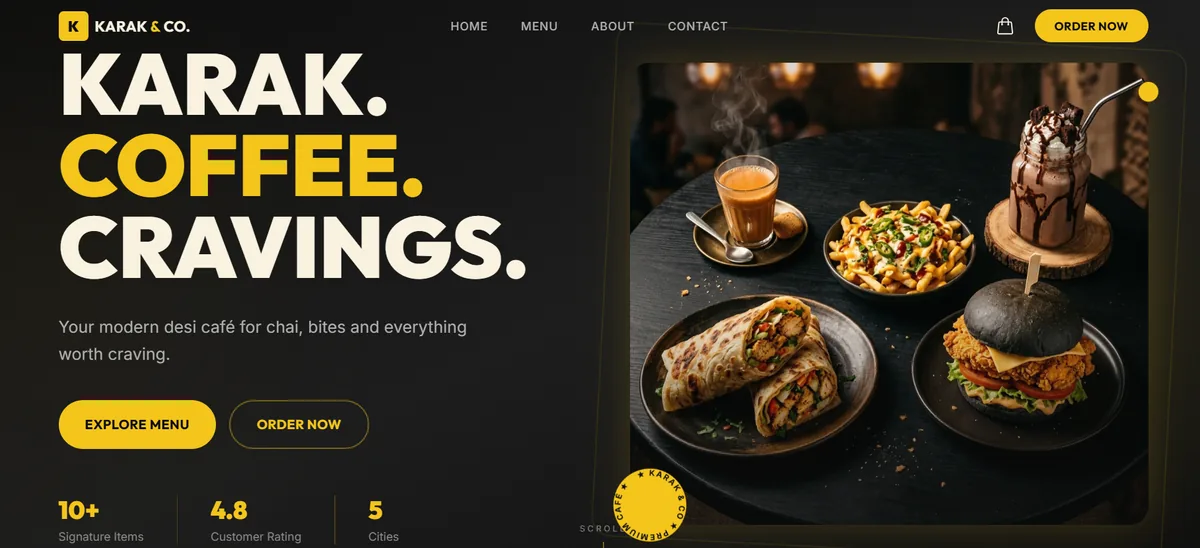 K KARAK & CO.
HOME MENU ABOUT CONTACT
ORDER NOW
KARAK.
COFFEE.
CRAVINGS.
Your modern desi café for chai, bites and everything
worth craving.
EXPLORE MENU
ORDER NOW
10+ 4.8 5
Signature Items Customer Rating Cities
SCROLL
★ KARAK & CO ★ PREMIUM CAFE